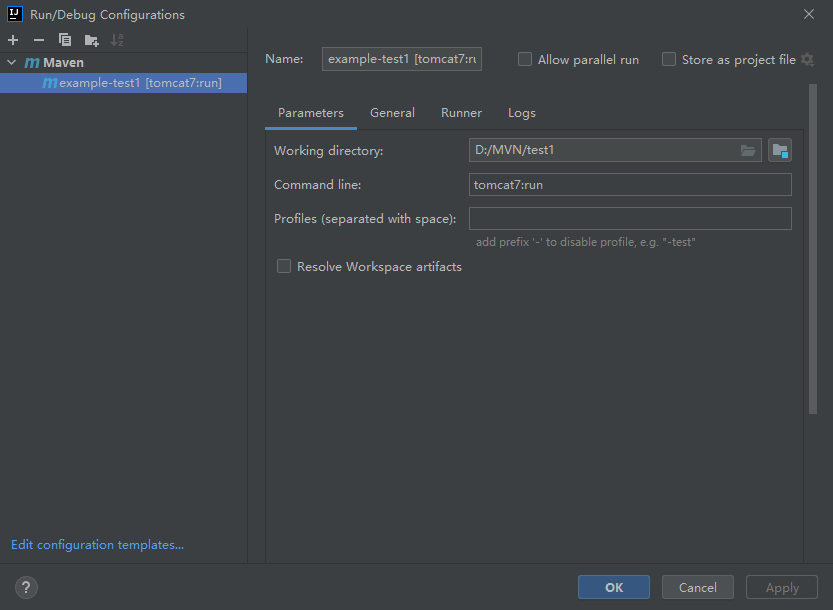 Run/Debug Configurations
Maven
example-test1 [tomcat7:run]
Name:
example-test1 [tomcat7:ru
Allow parallel run
Store as project file
Parameters
General
Runner
Logs
Working directory:
D:/MVN/test1
Command line:
tomcat7:run
Profiles (separated with space):
add prefix '-' to disable profile, e.g. "-test"
Resolve Workspace artifacts
Edit configuration templates...
?
OK
Cancel
Apply